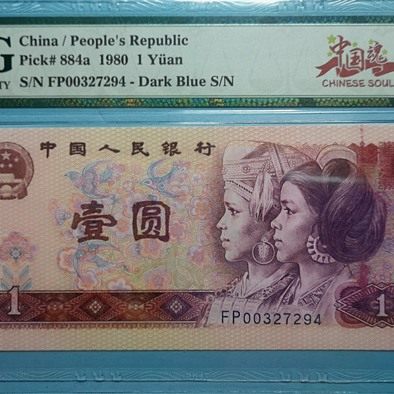 G
China / People's Republic
Pick# 884a 1980 1 Yüan
TY
S/N FP00327294 - Dark Blue S/N
中国魂
CHINESE SOUL
中国人民银行
壹圆
1
1
FP00327294